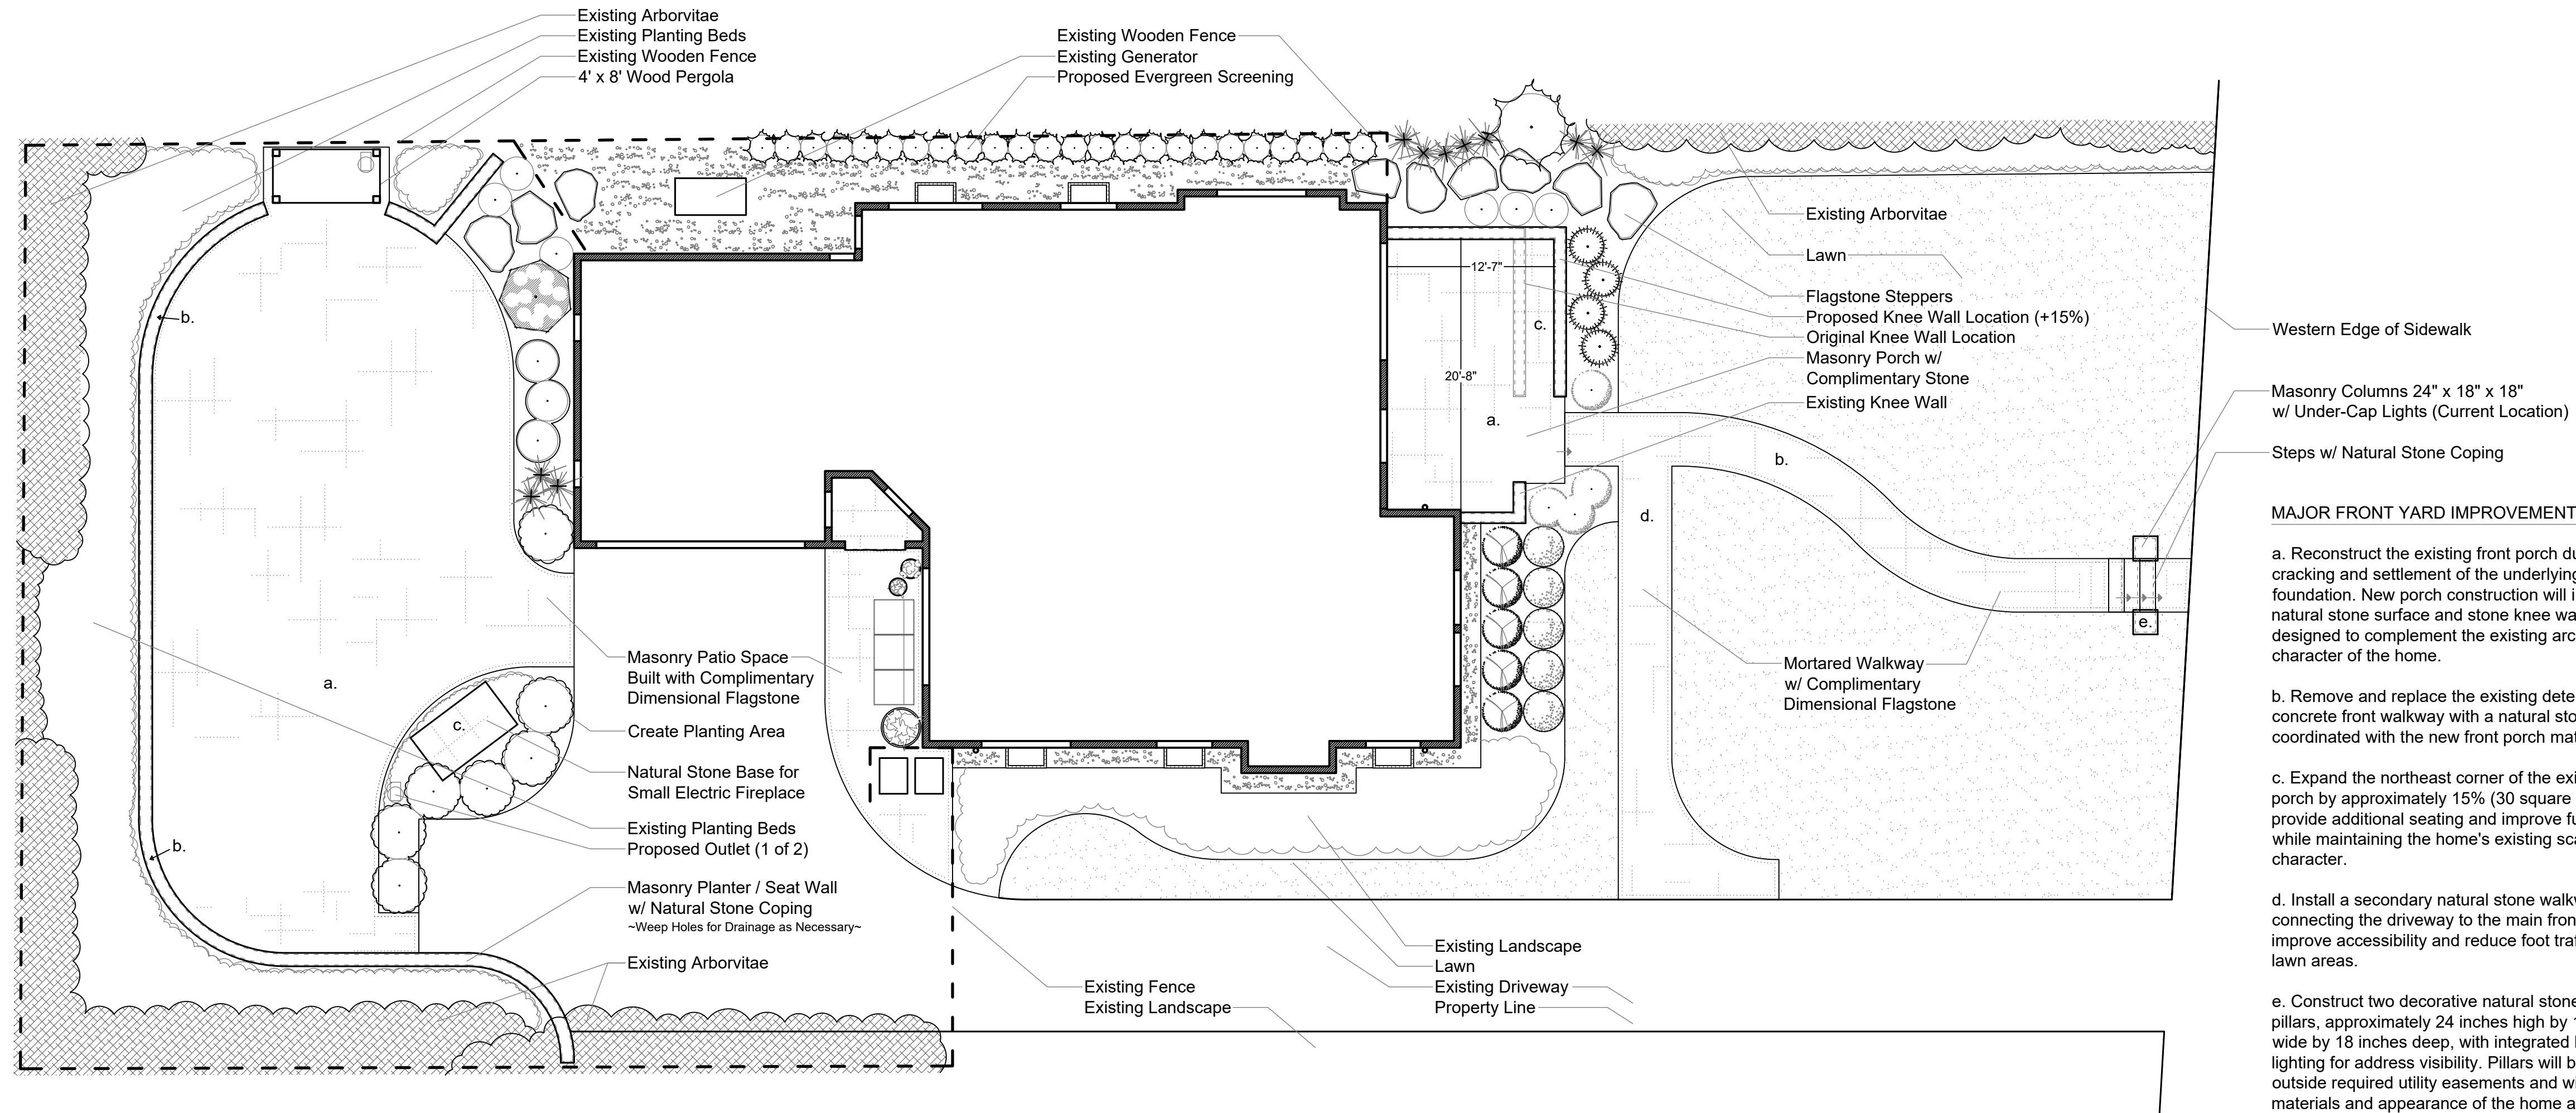 Existing Arborvitae
Existing Planting Beds
Existing Wooden Fence
4' x 8' Wood Pergola
Existing Wooden Fence
Existing Generator
Proposed Evergreen Screening
b.
a.
b.
c.
12'-7"
20'-8"
c.
a.
b.
d.
e.
Existing Arborvitae
Lawn
Flagstone Steppers
Proposed Knee Wall Location (+15%)
Original Knee Wall Location
Masonry Porch w/
Complimentary Stone
Existing Knee Wall
Western Edge of Sidewalk
Masonry Columns 24" x 18" x 18"
w/ Under-Cap Lights (Current Location)
Steps w/ Natural Stone Coping
Masonry Patio Space
Built with Complimentary
Dimensional Flagstone
Create Planting Area
Natural Stone Base for
Small Electric Fireplace
Existing Planting Beds
Proposed Outlet (1 of 2)
Masonry Planter / Seat Wall
w/ Natural Stone Coping
~Weep Holes for Drainage as Necessary~
Existing Arborvitae
Mortared Walkway
w/ Complimentary
Dimensional Flagstone
Existing Fence
Existing Landscape
Existing Landscape
Lawn
Existing Driveway
Property Line
MAJOR FRONT YARD IMPROVEMENT
a. Reconstruct the existing front porch du
cracking and settlement of the underlying
foundation. New porch construction will i
natural stone surface and stone knee wa
designed to complement the existing arc
character of the home.
b. Remove and replace the existing dete
concrete front walkway with a natural sto
coordinated with the new front porch mat
c. Expand the northeast corner of the exi
porch by approximately 15% (30 square
provide additional seating and improve fu
while maintaining the home's existing sca
character.
d. Install a secondary natural stone walkw
connecting the driveway to the main fron
improve accessibility and reduce foot traf
lawn areas.
e. Construct two decorative natural stone
pillars, approximately 24 inches high by 1
wide by 18 inches deep, with integrated l
lighting for address visibility. Pillars will b
outside required utility easements and wi
materials and appearance of the home a